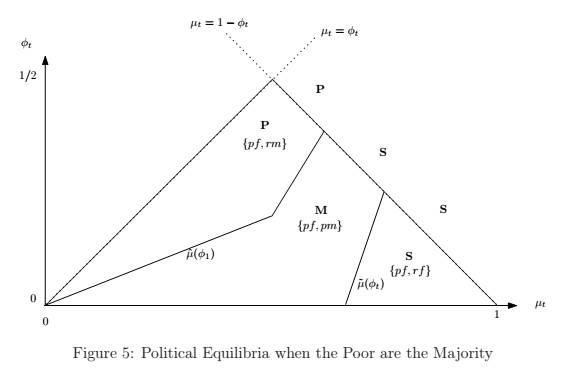 μₜ = 1 − ϕₜ
μₜ = ϕₜ
ϕₜ
1/2
P
P
{pf, rm}
S
M
{pf, pm}
S
S
{pf, rf}
μ̂(ϕ₁)
μ̃(ϕₜ)
0
0
1
μₜ
Figure 5: Political Equilibria when the Poor are the Majority